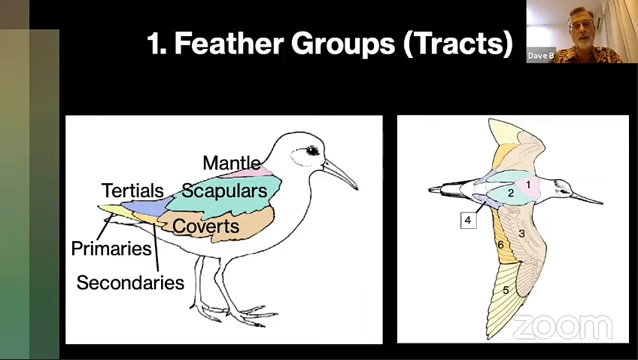 1. Feather Groups (Tracts)
Dave B
Mantle
Tertials Scapulars
Coverts
Primaries
Secondaries
1
2
4
3
6
5
zoom